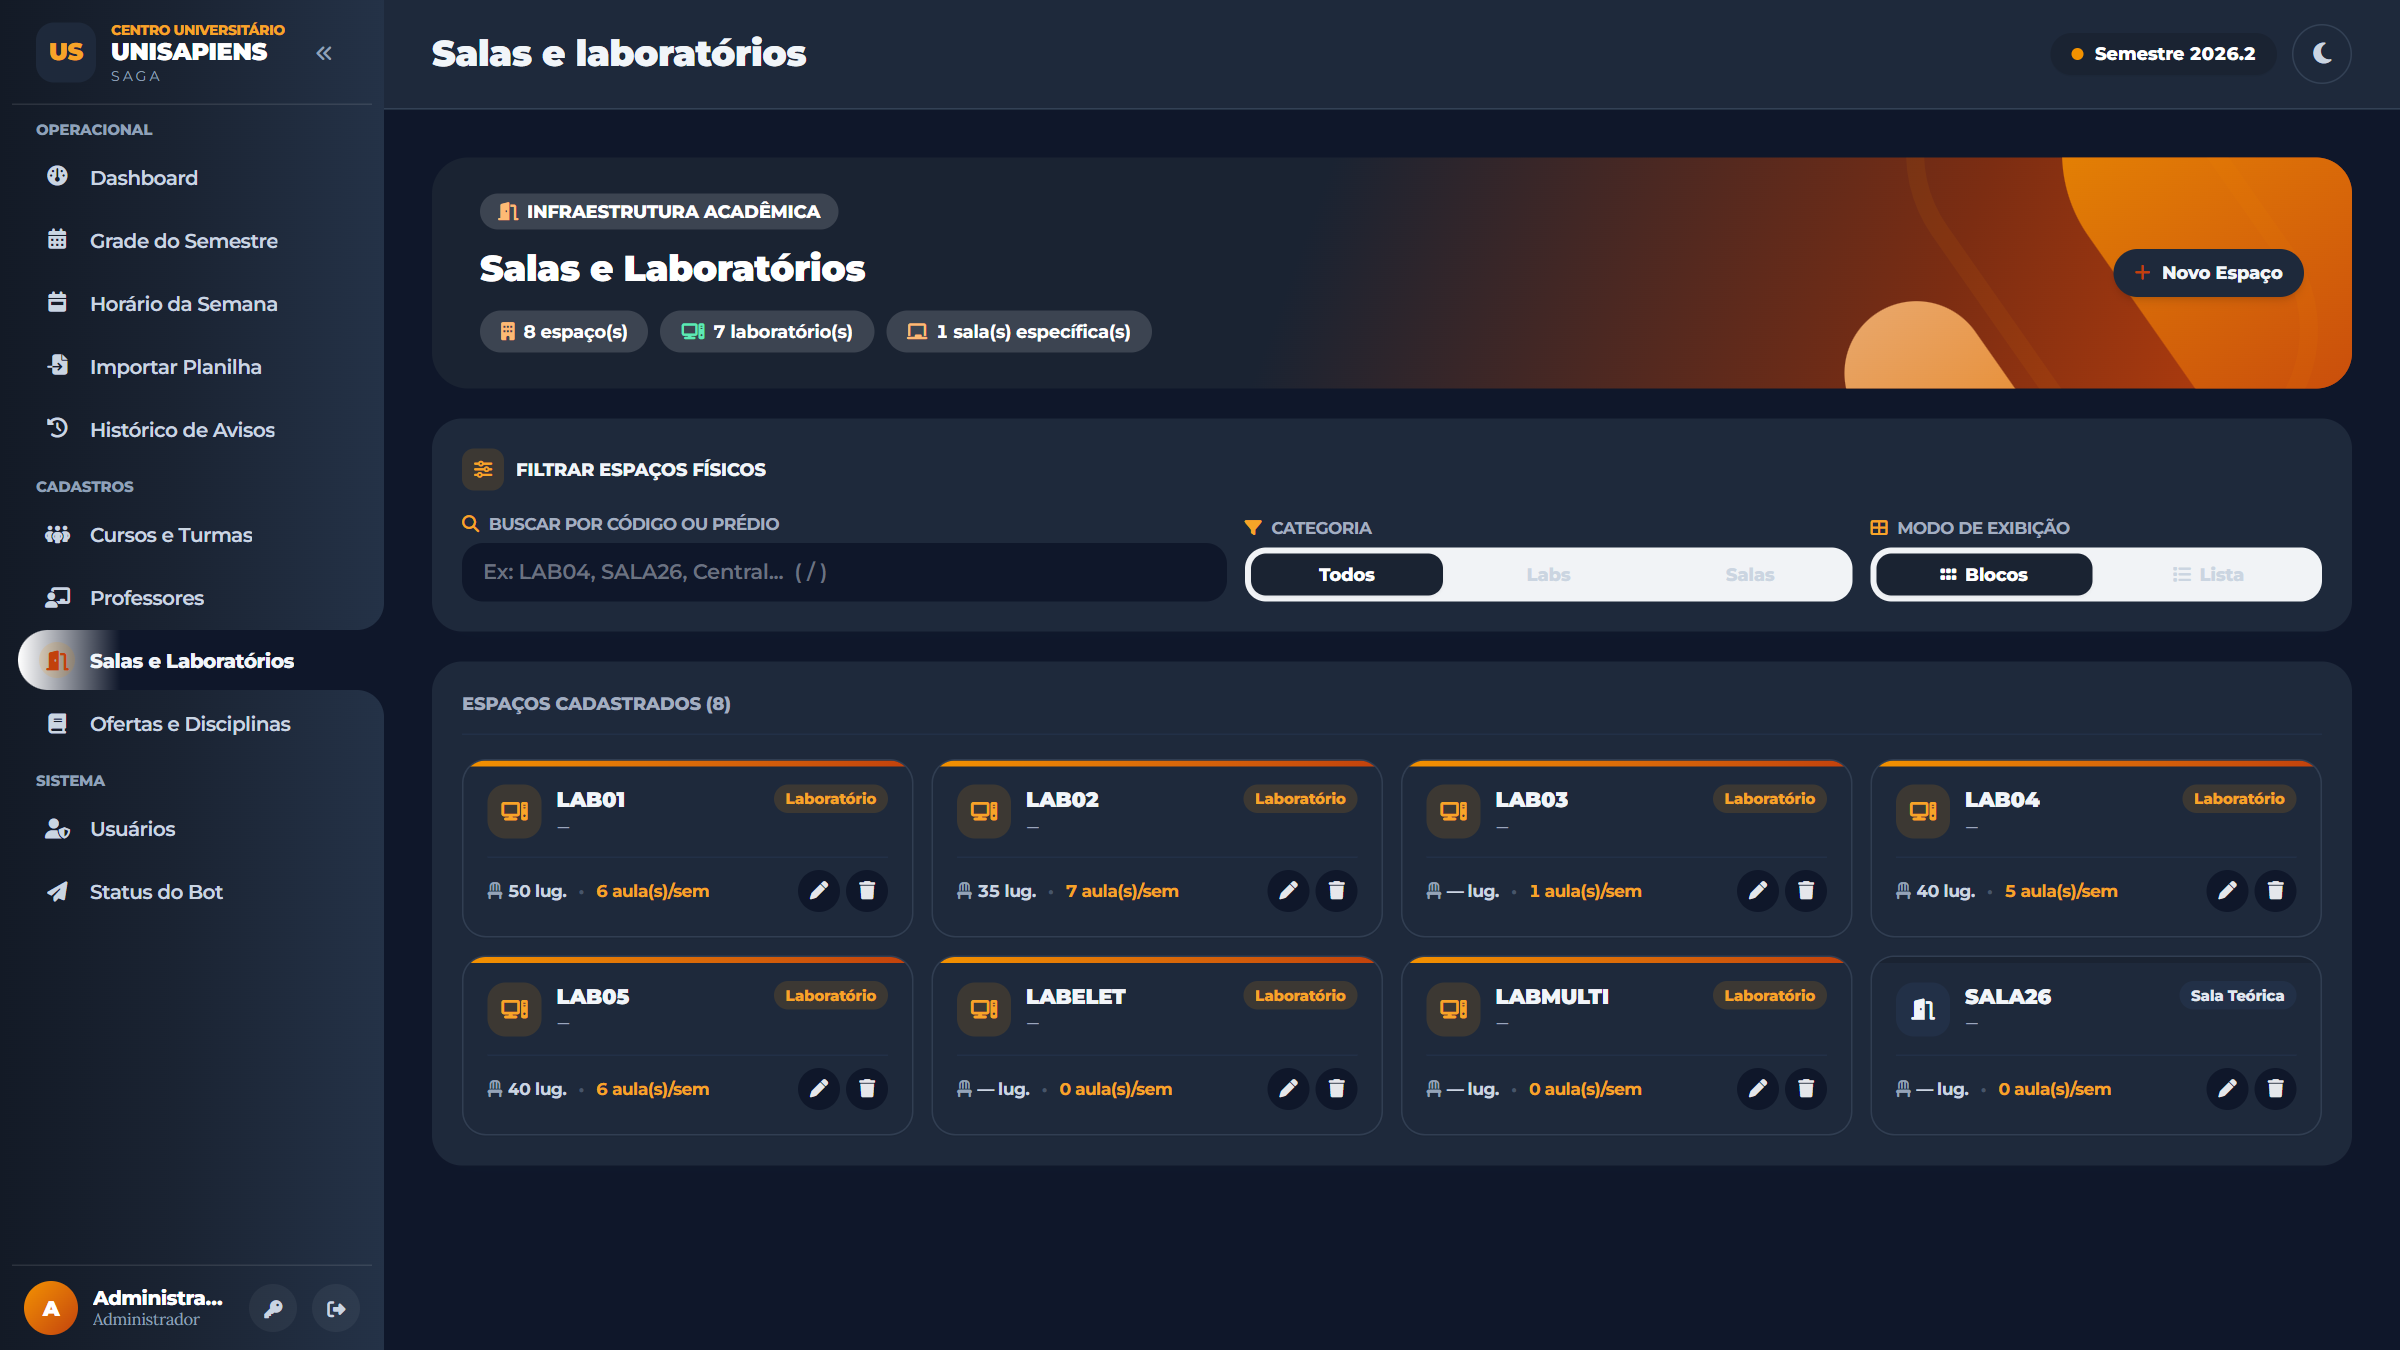 US
CENTRO UNIVERSITÁRIO
UNISAPIENS
SAGA
OPERACIONAL
Dashboard
Grade do Semestre
Horário da Semana
Importar Planilha
Histórico de Avisos
CADASTROS
Cursos e Turmas
Professores
Salas e Laboratórios
Ofertas e Disciplinas
SISTEMA
Usuários
Status do Bot
A
Administra...
Administrador
Salas e laboratórios
Semestre 2026.2
INFRAESTRUTURA ACADÊMICA
Salas e Laboratórios
8 espaço(s)
7 laboratório(s)
1 sala(s) específica(s)
Novo Espaço
FILTRAR ESPAÇOS FÍSICOS
BUSCAR POR CÓDIGO OU PRÉDIO
Ex: LAB04, SALA26, Central... ( / )
CATEGORIA
Todos
Labs
Salas
MODO DE EXIBIÇÃO
Blocos
Lista
ESPAÇOS CADASTRADOS (8)
LAB01
Laboratório
—
50 lug. • 6 aula(s)/sem
LAB02
Laboratório
—
35 lug. • 7 aula(s)/sem
LAB03
Laboratório
—
— lug. • 1 aula(s)/sem
LAB04
Laboratório
—
40 lug. • 5 aula(s)/sem
LAB05
Laboratório
—
40 lug. • 6 aula(s)/sem
LABELET
Laboratório
—
— lug. • 0 aula(s)/sem
LABMULTI
Laboratório
—
— lug. • 0 aula(s)/sem
SALA26
Sala Teórica
—
— lug. • 0 aula(s)/sem